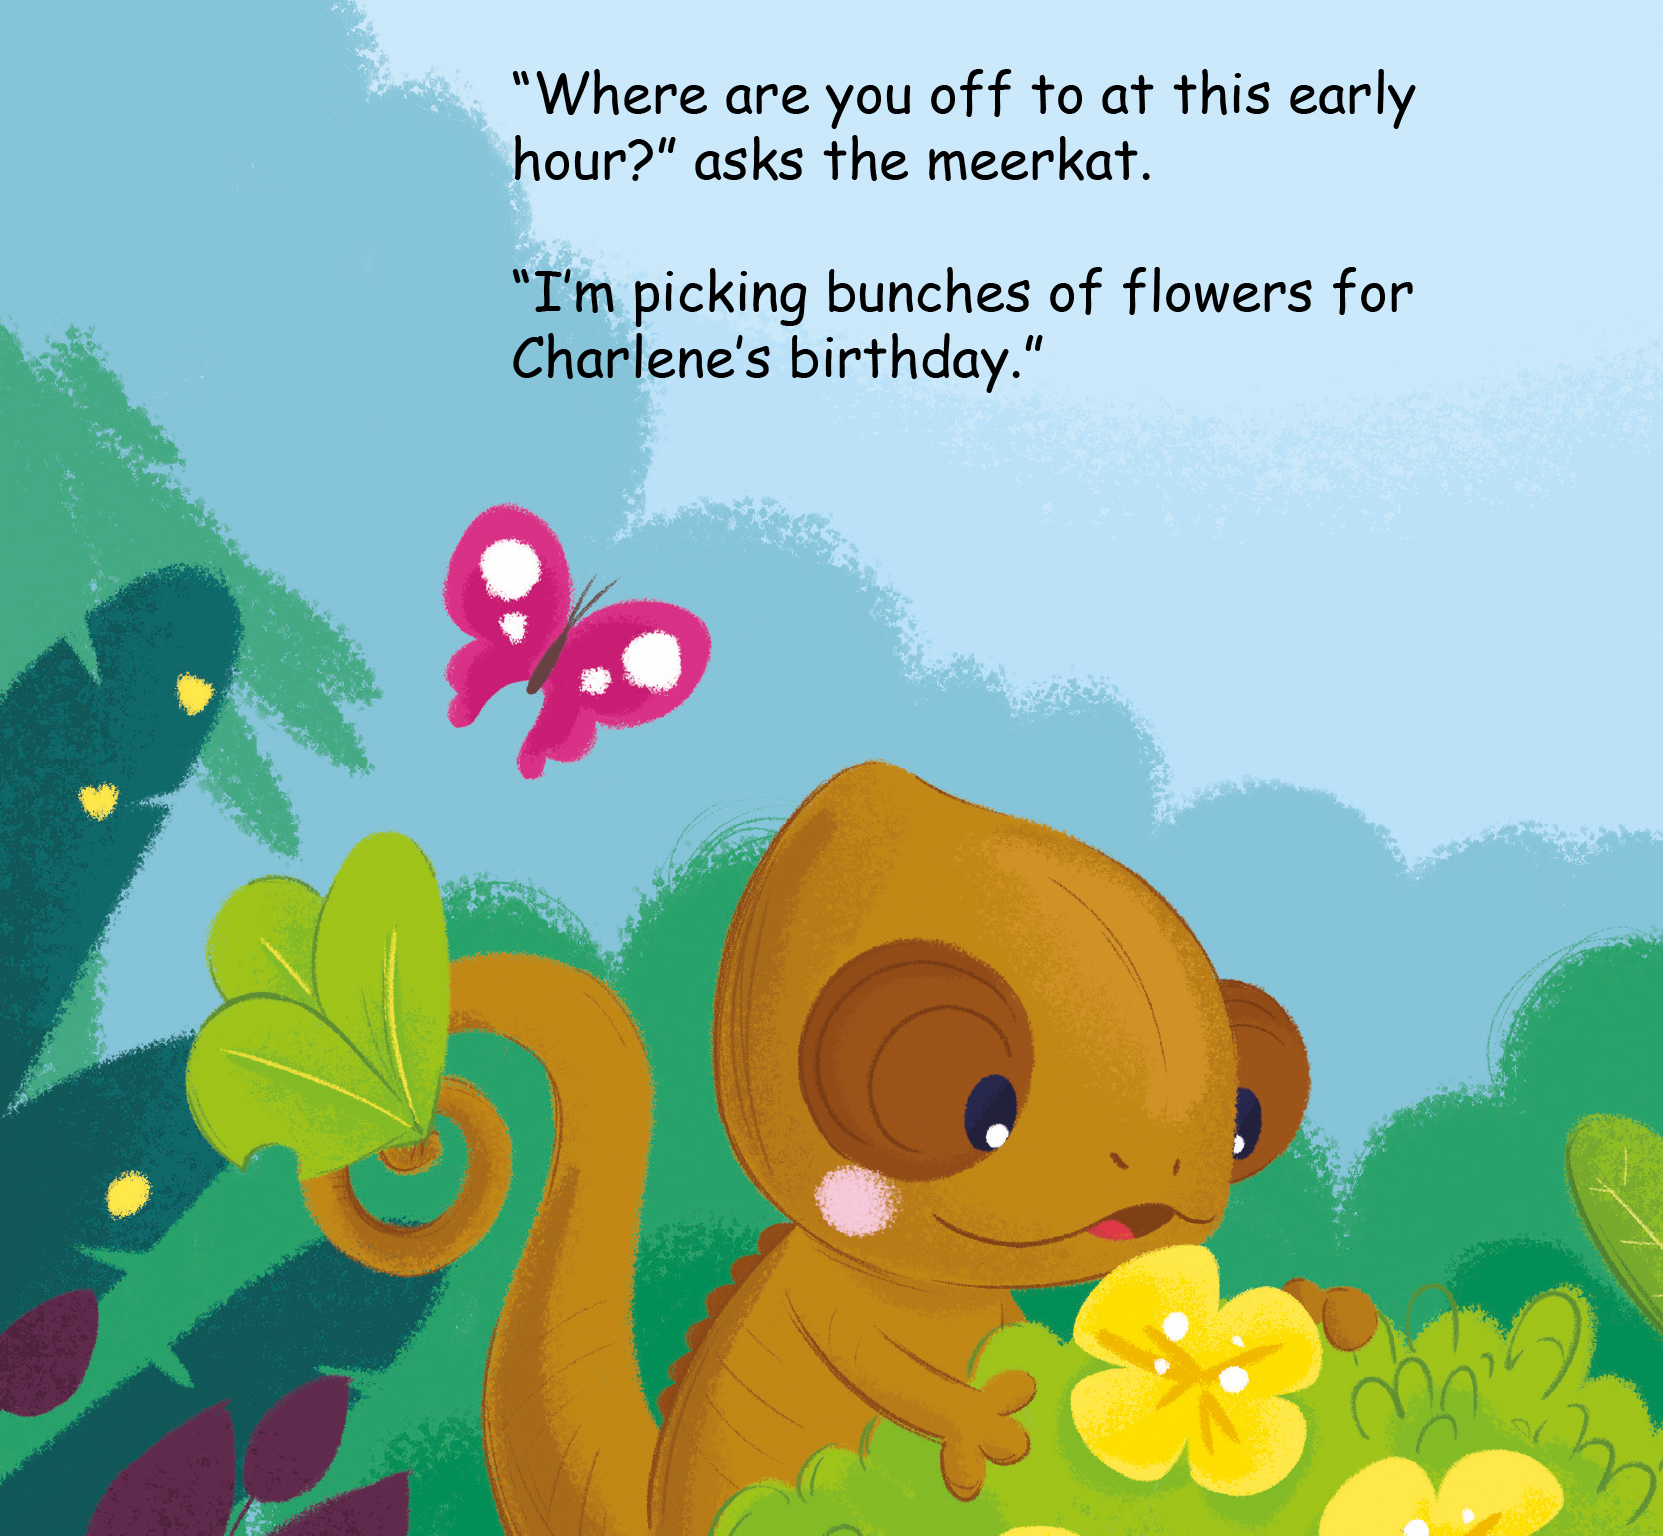 “Where are you off to at this early
hour?” asks the meerkat.
“I’m picking bunches of flowers for
Charlene’s birthday.”